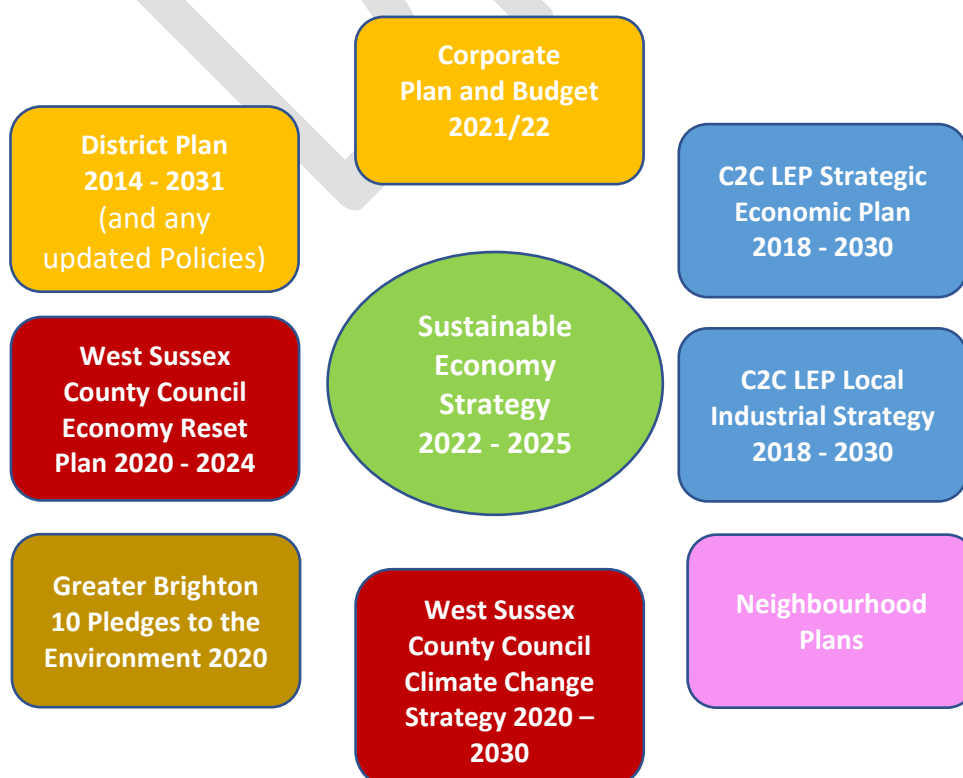 Corporate
Plan and Budget
2021/22
District Plan
2014 - 2031
(and any
updated Policies)
C2C LEP Strategic
Economic Plan
2018 - 2030
Sustainable
Economy
Strategy
2022 - 2025
West Sussex
County Council
Economy Reset
Plan 2020 - 2024
C2C LEP Local
Industrial Strategy
2018 - 2030
Greater Brighton
10 Pledges to the
Environment 2020
West Sussex
County Council
Climate Change
Strategy 2020 –
2030
Neighbourhood
Plans